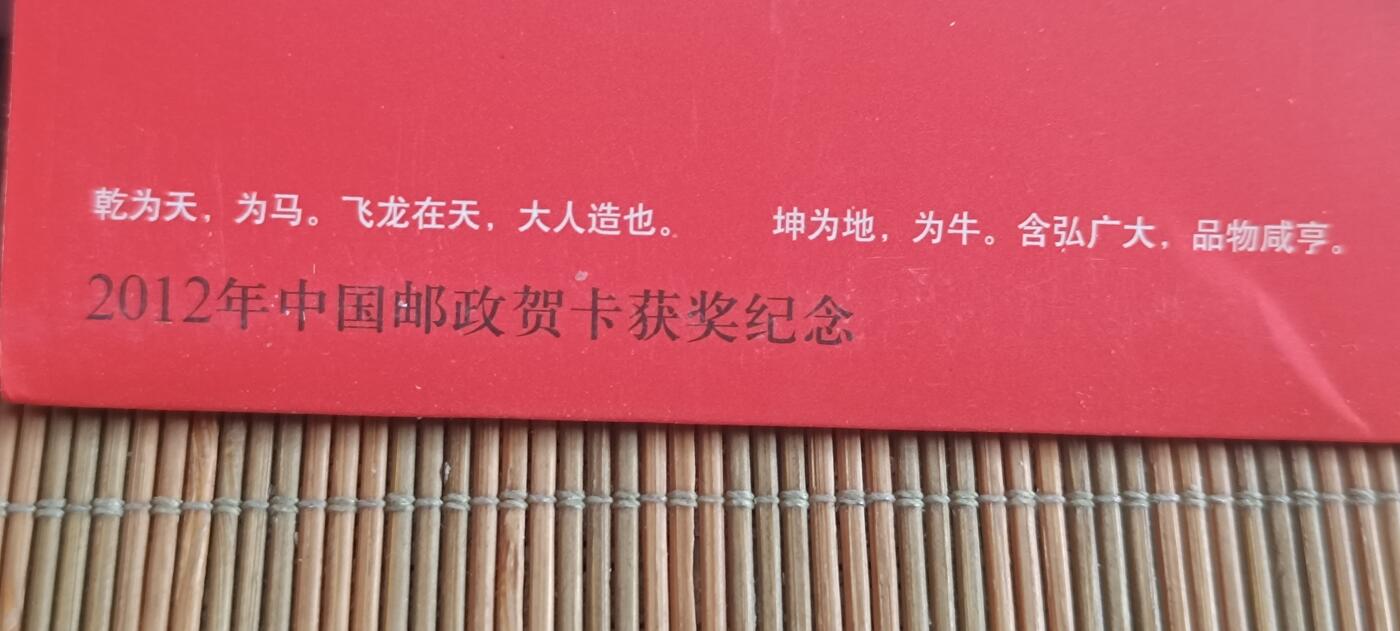 乾为天，为马。飞龙在天，大人造也。 坤为地，为牛。含弘广大，品物咸亨。
2012年中国邮政贺卡获奖纪念